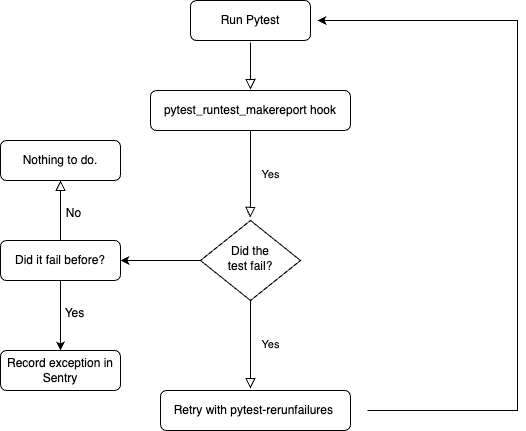 Run Pytest
pytest_runtest_makereport hook
Nothing to do.
Yes
No
Did it fail before?
Did the
test fail?
Yes
Yes
Record exception in
Sentry
Retry with pytest-rerunfailures